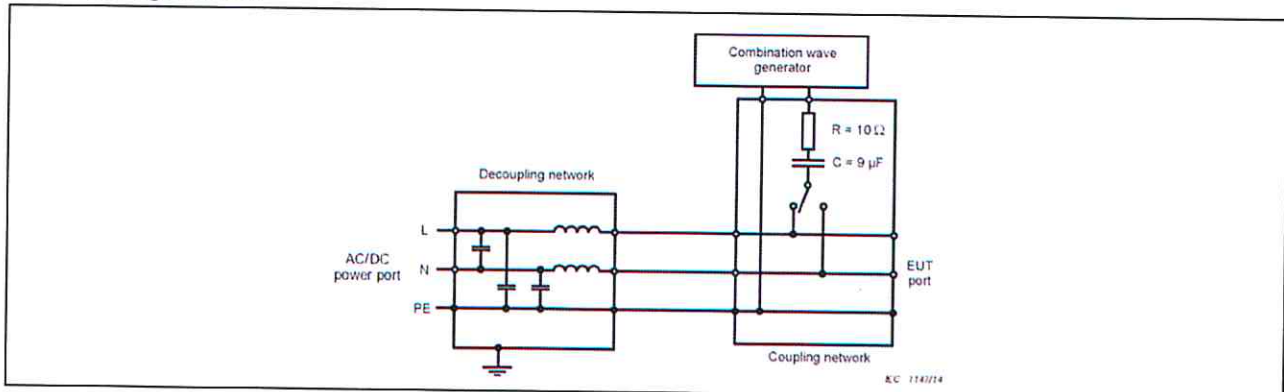 Combination wave
generator
R = 10 Ω
C = 9 µF
Decoupling network
L
AC/DC
power port
N
PE
EUT
port
Coupling network
IEC 1147/14